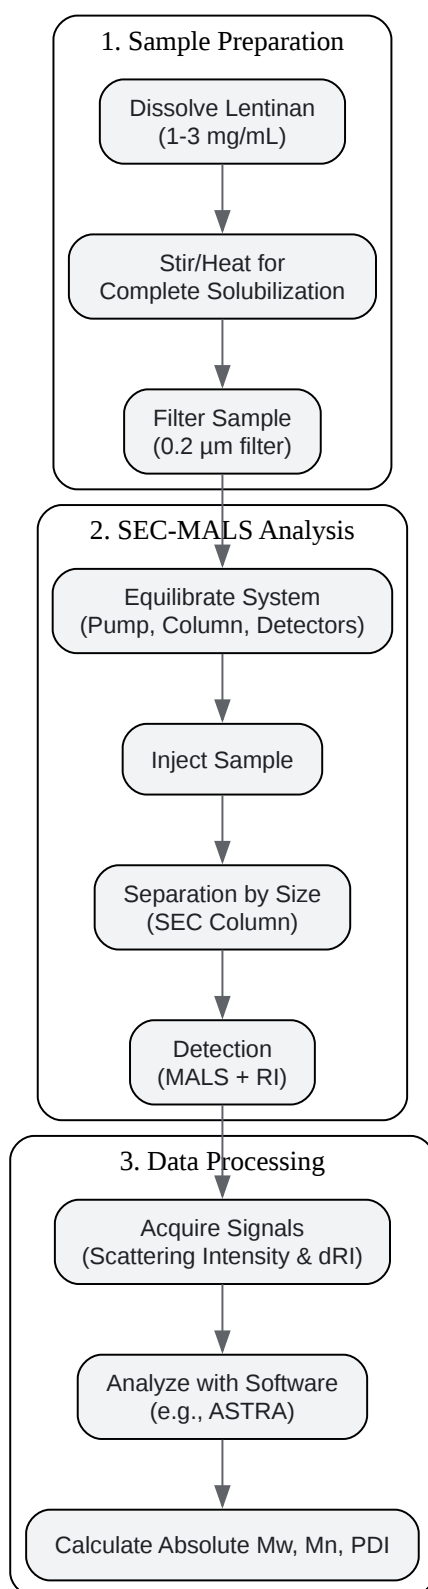 1. Sample Preparation
Dissolve Lentinan
(1-3 mg/mL)
Stir/Heat for
Complete Solubilization
Filter Sample
(0.2 µm filter)
2. SEC-MALS Analysis
Equilibrate System
(Pump, Column, Detectors)
Inject Sample
Separation by Size
(SEC Column)
Detection
(MALS + RI)
3. Data Processing
Acquire Signals
(Scattering Intensity & dRI)
Analyze with Software
(e.g., ASTRA)
Calculate Absolute Mw, Mn, PDI